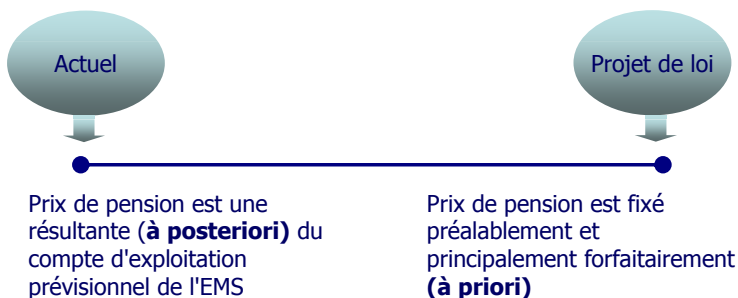 Actuel
Projet de loi
Prix de pension est une
résultante (à posteriori) du
compte d'exploitation
prévisionnel de l'EMS
Prix de pension est fixé
préalablement et
principalement forfaitairement
(à priori)